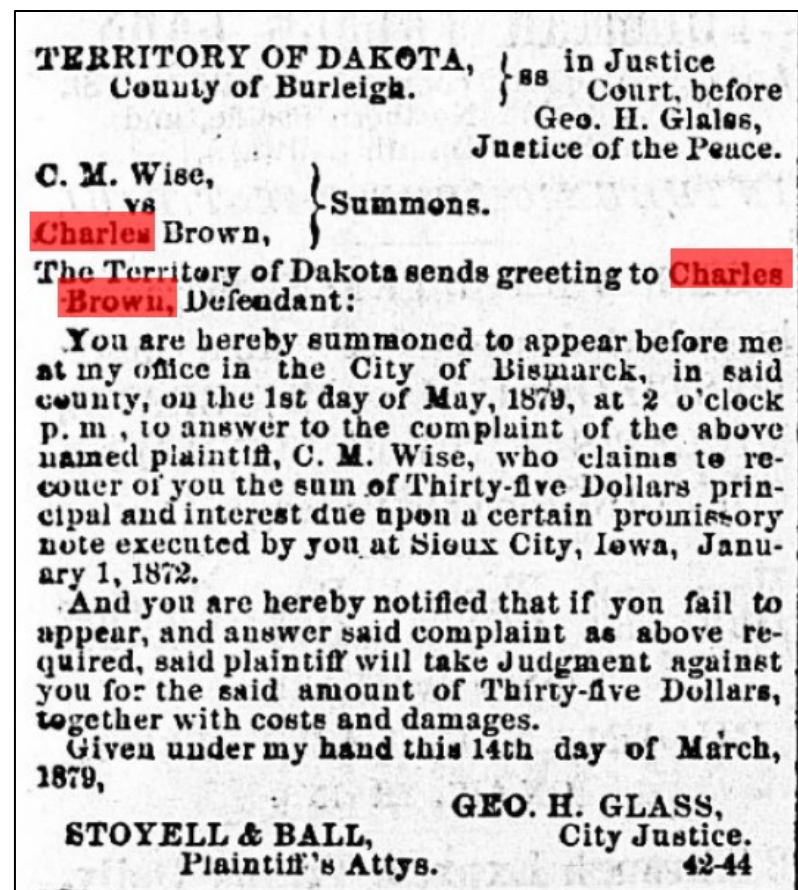 TERRITORY OF DAKOTA, } ss in Justice
County of Burleigh. Court, before
Geo. H. Glalss,
Justice of the Peace.
C. M. Wise,
vs } Summons.
Charles Brown,
The Territory of Dakota sends greeting to Charles
Brown, Defendant:
You are hereby summoned to appear before me
at my office in the City of Bismarck, in said
county, on the 1st day of May, 1879, at 2 o'clock
p. m , to answer to the complaint of the above
named plaintiff, C. M. Wise, who claims to re-
couer of you the sum of Thirty-five Dollars prin-
cipal and interest due upon a certain promissory
note executed by you at Sioux City, Iowa, Janu-
ary 1, 1872.
And you are hereby notified that if you fail to
appear, and answer said complaint as above re-
quired, said plaintiff will take Judgment against
you for the said amount of Thirty-five Dollars,
together with costs and damages.
Given under my hand this 14th day of March,
1879,
GEO. H. GLASS,
STOYELL & BALL, City Justice.
Plaintiff's Attys. 42-44